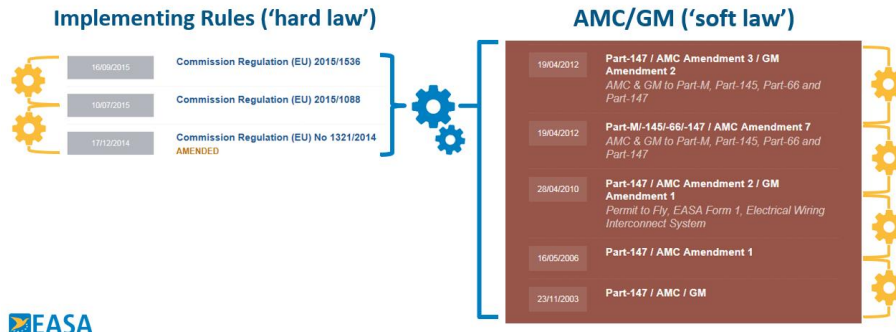 Implementing Rules (‘hard law’)
16/09/2015
Commission Regulation (EU) 2015/1536
10/07/2015
Commission Regulation (EU) 2015/1088
17/12/2014
Commission Regulation (EU) No 1321/2014
AMENDED
AMC/GM (‘soft law’)
19/04/2012
Part-147 / AMC Amendment 3 / GM
Amendment 2
AMC & GM to Part-M, Part-145, Part-66 and
Part-147
19/04/2012
Part-M/-145/-66/-147 / AMC Amendment 7
AMC & GM to Part-M, Part-145, Part-66 and
Part-147
28/04/2010
Part-147 / AMC Amendment 2 / GM
Amendment 1
Permit to Fly, EASA Form 1, Electrical Wiring
Interconnect System
16/05/2006
Part-147 / AMC Amendment 1
23/11/2003
Part-147 / AMC / GM
EASA